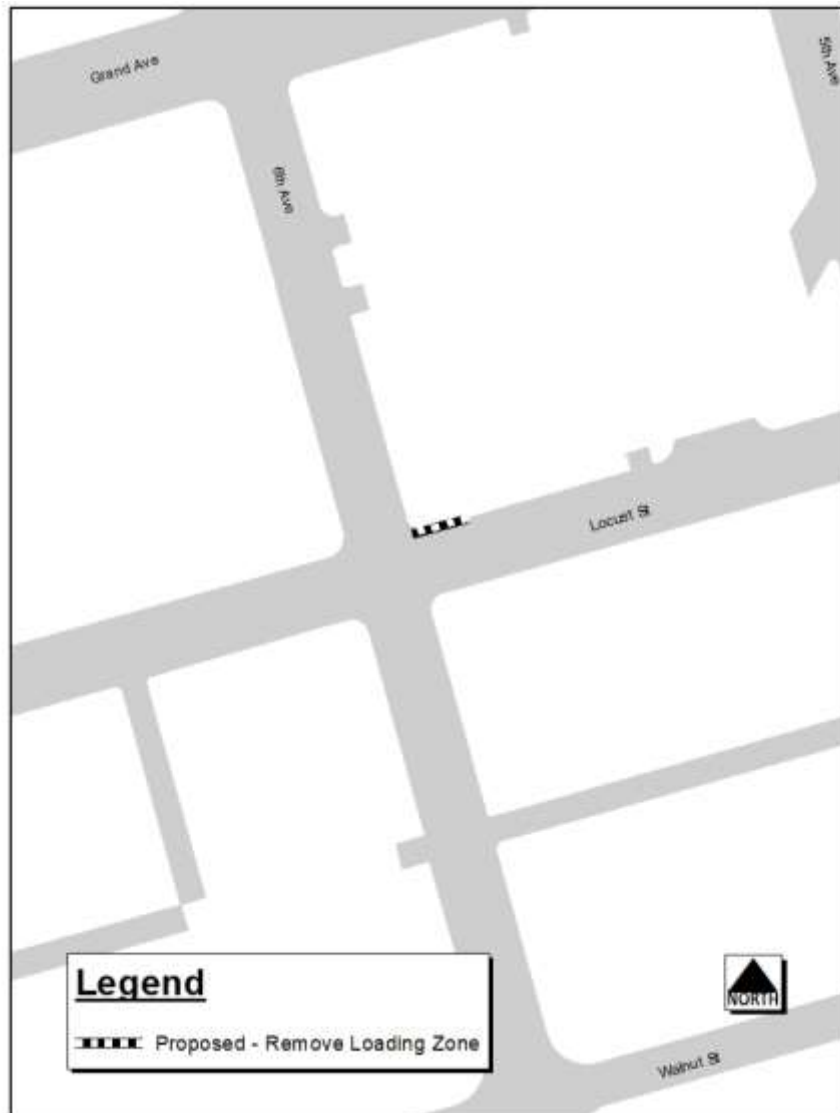 Grand Ave
5th Ave
6th Ave
Locust St
Legend
Proposed - Remove Loading Zone
NORTH
Walnut St